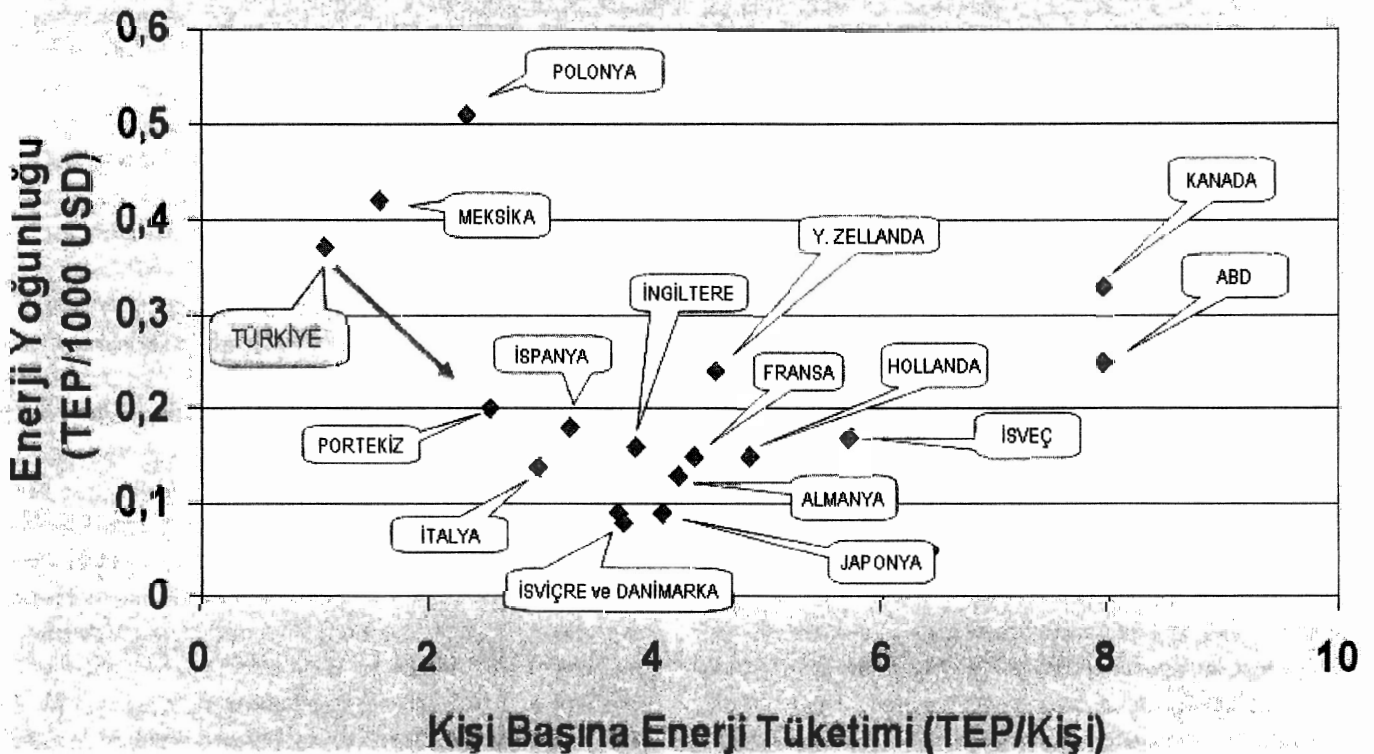 0,6
POLONYA
0,5
KANADA
MEKSİKA
0,4
Y. ZELLANDA
ABD
İNGİLTERE
0,3
TÜRKİYE
İSPANYA
FRANSA
HOLLANDA
0,2
PORTEKİZ
İSVEÇ
ALMANYA
0,1
İTALYA
JAPONYA
İSVİÇRE ve DANİMARKA
0
Enerji Yoğunluğu
(TEP/1000 USD)
0 2 4 6 8 10
Kişi Başına Enerji Tüketimi (TEP/Kişi)